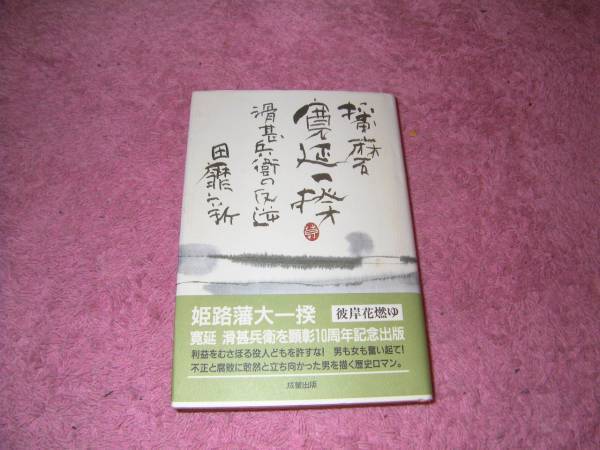 播磨
寛延一揆
滑甚兵衛の反逆
田靡新
姫路藩大一揆
彼岸花燃ゆ
寛延 滑甚兵衛を顕彰10周年記念出版
利益をむさぼる役人どもを許すな! 男も女も奮い起て!
不正と腐敗に敢然と立ち向かった男を描く歴史ロマン。
成星出版